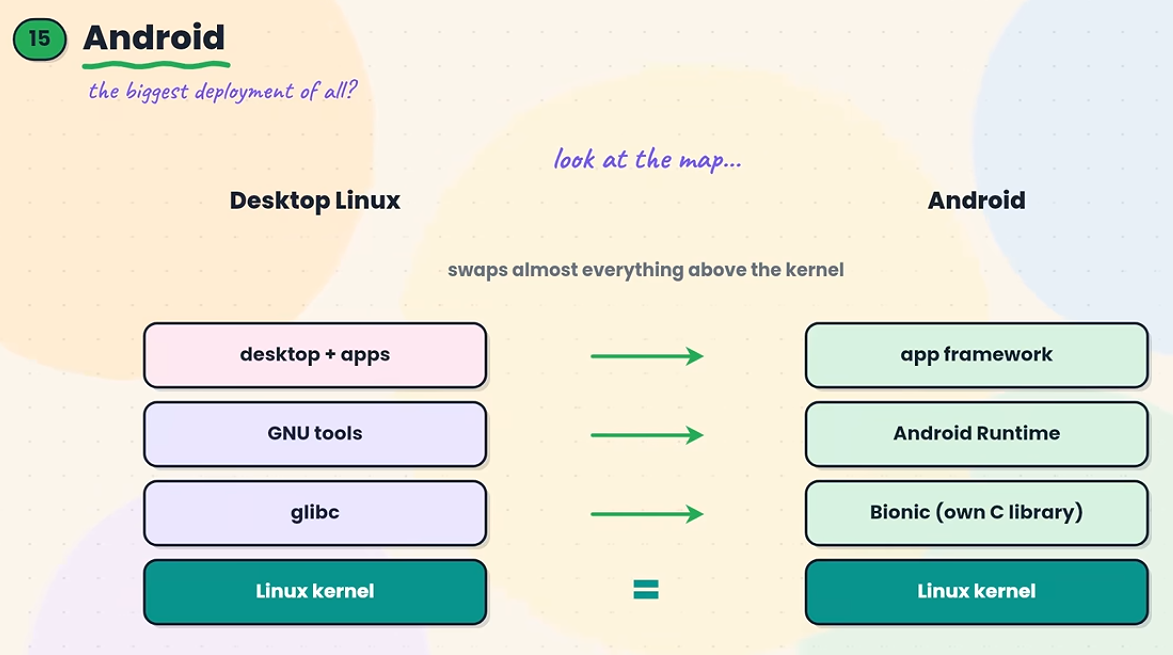 15
Android
the biggest deployment of all?
look at the map...
Desktop Linux
Android
swaps almost everything above the kernel
desktop + apps
app framework
GNU tools
Android Runtime
glibc
Bionic (own C library)
Linux kernel
=
Linux kernel